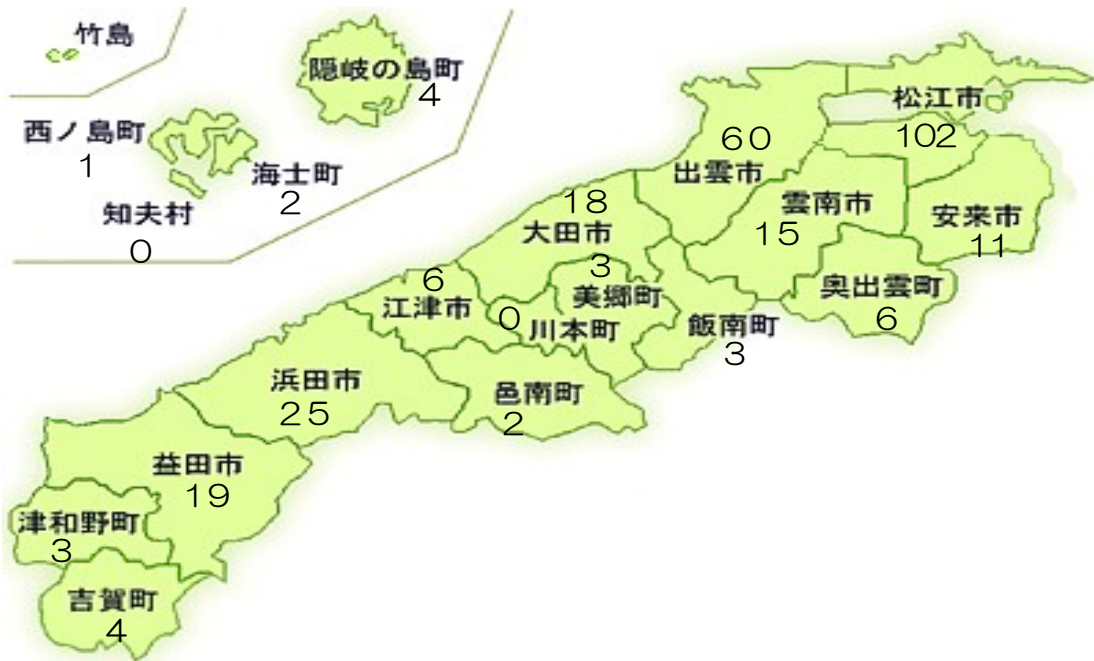 竹島
隠岐の島町
4
西ノ島町
1
海士町
2
知夫村
0
松江市
102
60
出雲市
雲南市
15
安来市
11
18
大田市
奥出雲町
6
3
美郷町
6
江津市
0
川本町
飯南町
3
浜田市
25
邑南町
2
益田市
19
津和野町
3
吉賀町
4